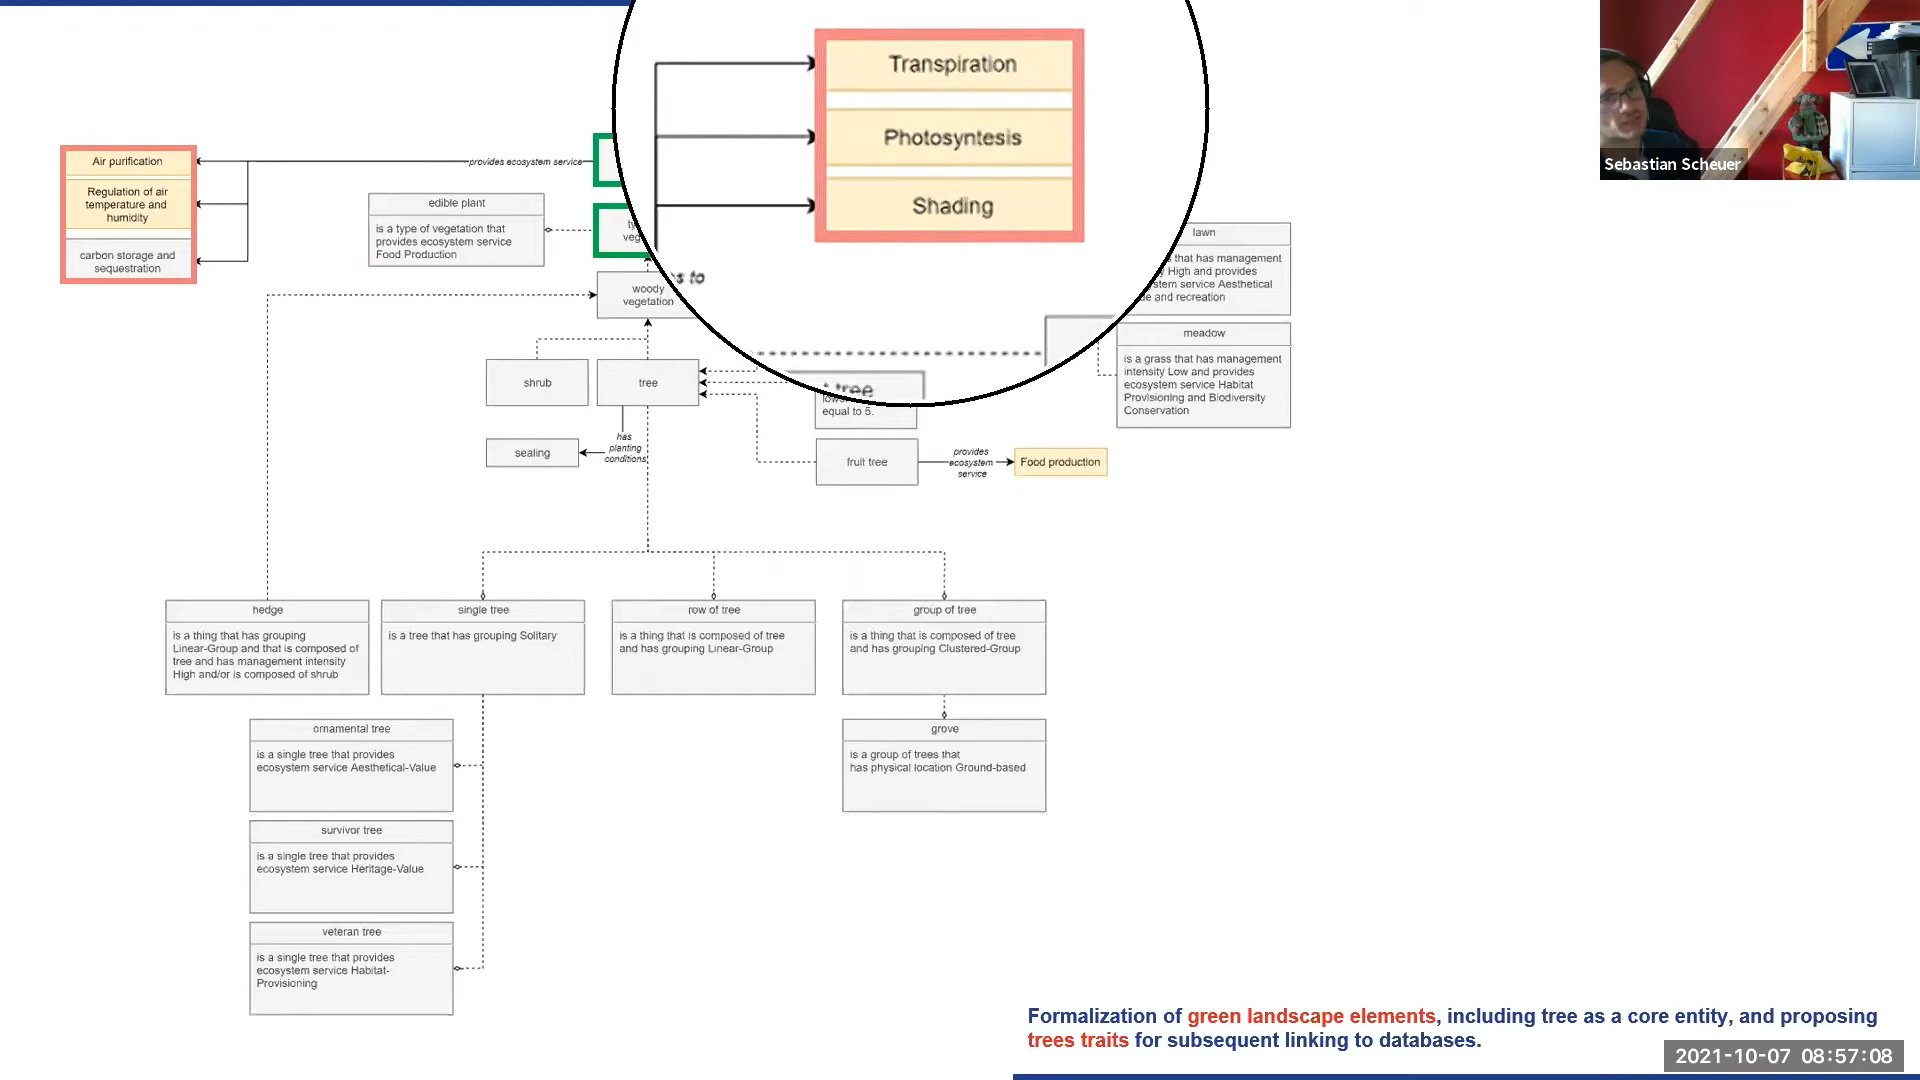 Transpiration
Photosyntesis
Shading
Sebastian Scheuer
Air purification
Regulation of air
temperature and
humidity
carbon storage and
sequestration
provides ecosystem service
edible plant
is a type of vegetation that
provides ecosystem service
Food Production
s to
woody
vegetation
lawn
that has management
High and provides
stem service Aesthetical
and recreation
meadow
is a grass that has management
intensity Low and provides
ecosystem service Habitat
Provisioning and Biodiversity
Conservation
shrub
tree
tree
equal to 5.
has
planting
conditions
sealing
fruit tree
provides
ecosystem
service
Food production
hedge
is a thing that has grouping
Linear-Group and that is composed of
tree and has management intensity
High and/or is composed of shrub
single tree
is a tree that has grouping Solitary
row of tree
is a thing that is composed of tree
and has grouping Linear-Group
group of tree
is a thing that is composed of tree
and has grouping Clustered-Group
ornamental tree
is a single tree that provides
ecosystem service Aesthetical-Value
grove
is a group of trees that
has physical location Ground-based
survivor tree
is a single tree that provides
ecosystem service Heritage-Value
veteran tree
is a single tree that provides
ecosystem service Habitat-
Provisioning
Formalization of green landscape elements, including tree as a core entity, and proposing
trees traits for subsequent linking to databases.
2021-10-07 08:57:08